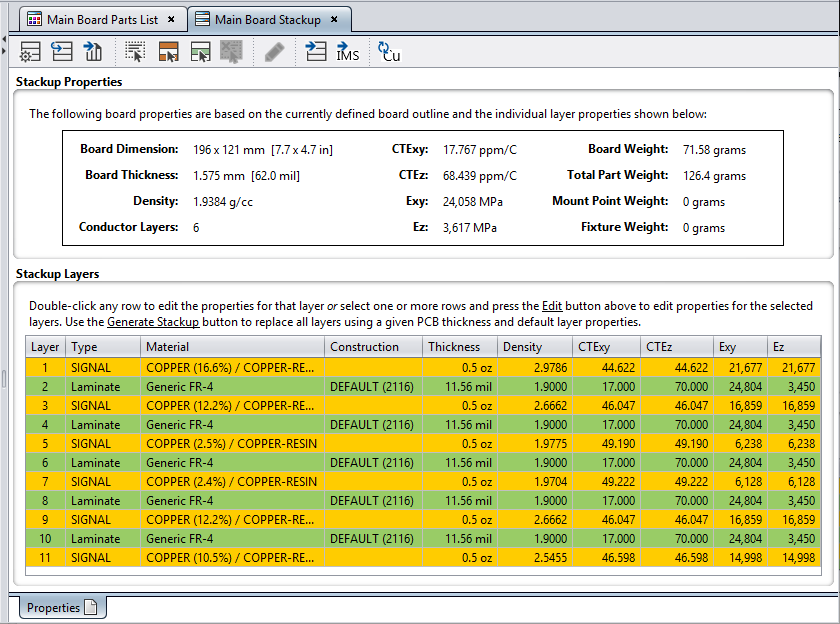 Main Board Parts List × Main Board Stackup ×
IMS Cu
Stackup Properties
The following board properties are based on the currently defined board outline and the individual layer properties shown below:
Board Dimension: 196 x 121 mm [7.7 x 4.7 in] CTExy: 17.767 ppm/C Board Weight: 71.58 grams
Board Thickness: 1.575 mm [62.0 mil] CTEz: 68.439 ppm/C Total Part Weight: 126.4 grams
Density: 1.9384 g/cc Exy: 24,058 MPa Mount Point Weight: 0 grams
Conductor Layers: 6 Ez: 3,617 MPa Fixture Weight: 0 grams
Stackup Layers
Double-click any row to edit the properties for that layer or select one or more rows and press the Edit button above to edit properties for the selected
layers. Use the Generate Stackup button to replace all layers using a given PCB thickness and default layer properties.
Layer Type Material Construction Thickness Density CTExy CTEz Exy Ez
1 SIGNAL COPPER (16.6%) / COPPER-RE... 0.5 oz 2.9786 44.622 44.622 21,677 21,677
2 Laminate Generic FR-4 DEFAULT (2116) 11.56 mil 1.9000 17.000 70.000 24,804 3,450
3 SIGNAL COPPER (12.2%) / COPPER-RE... 0.5 oz 2.6662 46.047 46.047 16,859 16,859
4 Laminate Generic FR-4 DEFAULT (2116) 11.56 mil 1.9000 17.000 70.000 24,804 3,450
5 SIGNAL COPPER (2.5%) / COPPER-RESIN 0.5 oz 1.9775 49.190 49.190 6,238 6,238
6 Laminate Generic FR-4 DEFAULT (2116) 11.56 mil 1.9000 17.000 70.000 24,804 3,450
7 SIGNAL COPPER (2.4%) / COPPER-RESIN 0.5 oz 1.9704 49.222 49.222 6,128 6,128
8 Laminate Generic FR-4 DEFAULT (2116) 11.56 mil 1.9000 17.000 70.000 24,804 3,450
9 SIGNAL COPPER (12.2%) / COPPER-RE... 0.5 oz 2.6662 46.047 46.047 16,859 16,859
10 Laminate Generic FR-4 DEFAULT (2116) 11.56 mil 1.9000 17.000 70.000 24,804 3,450
11 SIGNAL COPPER (10.5%) / COPPER-RE... 0.5 oz 2.5455 46.598 46.598 14,998 14,998
Properties